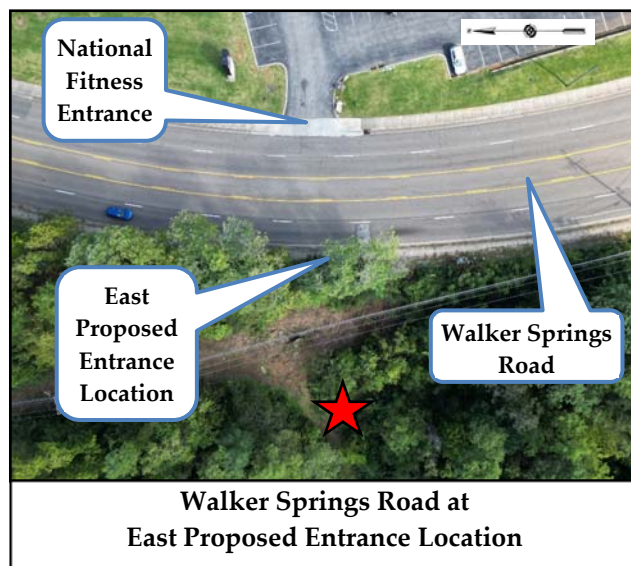 National
Fitness
Entrance
East
Proposed
Entrance
Location
Walker Springs
Road
Walker Springs Road at
East Proposed Entrance Location